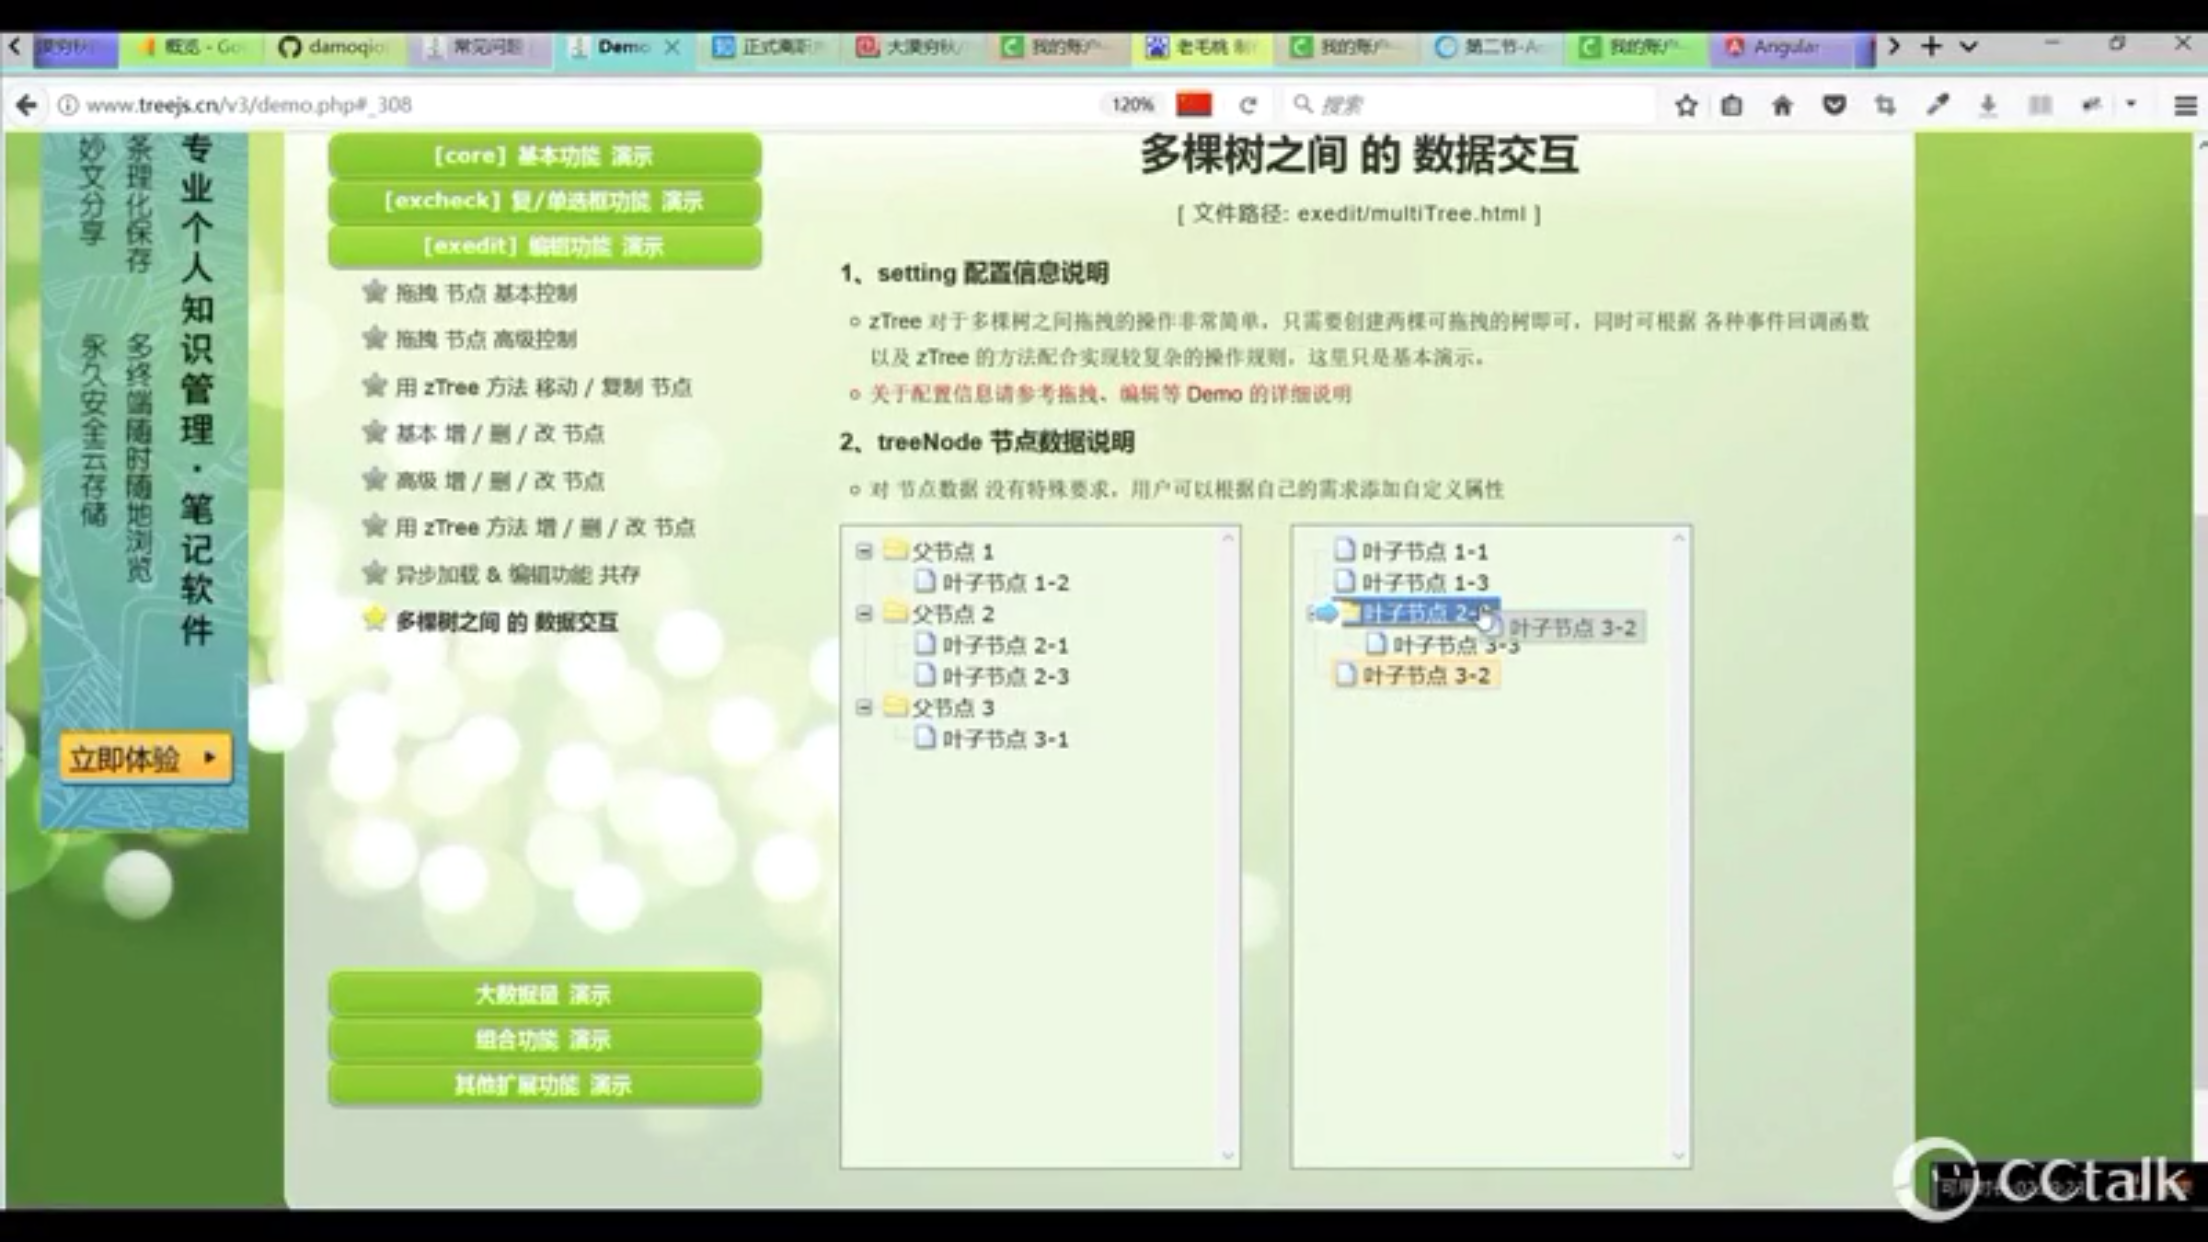 概览 - Go
damoqio
常见问题
Demo
正式离职
大漠穷秋
我的账户
老毛桃
我的账户
第二节-A
我的账户
Angular
www.treejs.cn/v3/demo.php#_308
120%
搜索
专业个人知识管理·笔记软件
条理化保存 多终端随时随地浏览
妙文分享 永久安全云存储
立即体验
[core] 基本功能 演示
[excheck] 复/单选框功能 演示
[exedit] 编辑功能 演示
拖拽 节点 基本控制
拖拽 节点 高级控制
用 zTree 方法 移动 / 复制 节点
基本 增 / 删 / 改 节点
高级 增 / 删 / 改 节点
用 zTree 方法 增 / 删 / 改 节点
异步加载 & 编辑功能 共存
多棵树之间 的 数据交互
大数据量 演示
组合功能 演示
其他扩展功能 演示
多棵树之间 的 数据交互
[ 文件路径: exedit/multiTree.html ]
1、setting 配置信息说明
zTree 对于多棵树之间拖拽的操作非常简单，只需要创建两棵可拖拽的树即可，同时可根据 各种事件回调函数
以及 zTree 的方法配合实现较复杂的操作规则，这里只是基本演示。
关于配置信息请参考拖拽、编辑等 Demo 的详细说明
2、treeNode 节点数据说明
对 节点数据 没有特殊要求，用户可以根据自己的需求添加自定义属性
父节点 1
叶子节点 1-2
父节点 2
叶子节点 2-1
叶子节点 2-3
父节点 3
叶子节点 3-1
叶子节点 1-1
叶子节点 1-3
叶子节点 2-
叶子节点 3-2
叶子节点 3-3
叶子节点 3-2
CCtalk